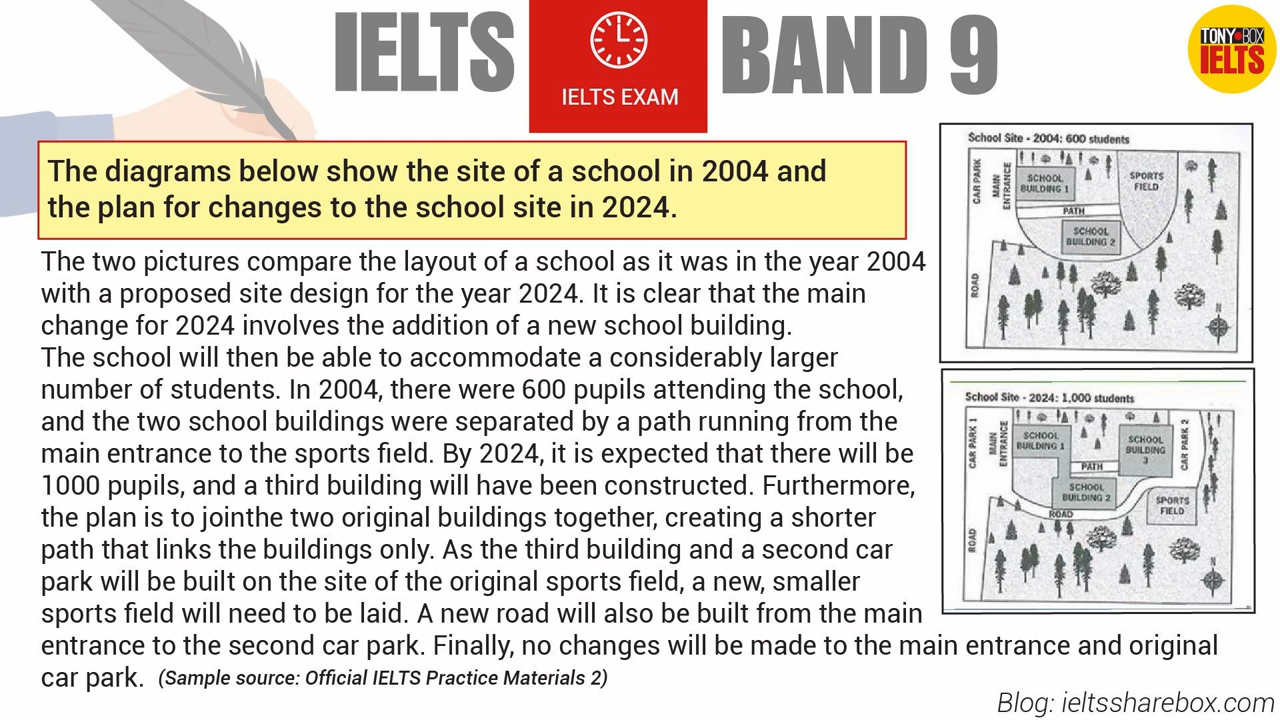 IELTS
IELTS EXAM
BAND 9
TONY BOX
IELTS
The diagrams below show the site of a school in 2004 and
the plan for changes to the school site in 2024.
The two pictures compare the layout of a school as it was in the year 2004
with a proposed site design for the year 2024. It is clear that the main
change for 2024 involves the addition of a new school building.
The school will then be able to accommodate a considerably larger
number of students. In 2004, there were 600 pupils attending the school,
and the two school buildings were separated by a path running from the
main entrance to the sports field. By 2024, it is expected that there will be
1000 pupils, and a third building will have been constructed. Furthermore,
the plan is to jointhe two original buildings together, creating a shorter
path that links the buildings only. As the third building and a second car
park will be built on the site of the original sports field, a new, smaller
sports field will need to be laid. A new road will also be built from the main
entrance to the second car park. Finally, no changes will be made to the main entrance and original
car park. (Sample source: Official IELTS Practice Materials 2)
School Site - 2004: 600 students
CAR PARK
MAIN
ENTRANCE
SCHOOL
BUILDING 1
SPORTS
FIELD
PATH
SCHOOL
BUILDING 2
ROAD
N
School Site - 2024: 1,000 students
CAR PARK 1
MAIN
ENTRANCE
SCHOOL
BUILDING 1
SCHOOL
BUILDING
3
CAR PARK 2
PATH
SCHOOL
BUILDING 2
SPORTS
FIELD
ROAD
ROAD
N
Blog: ieltssharebox.com